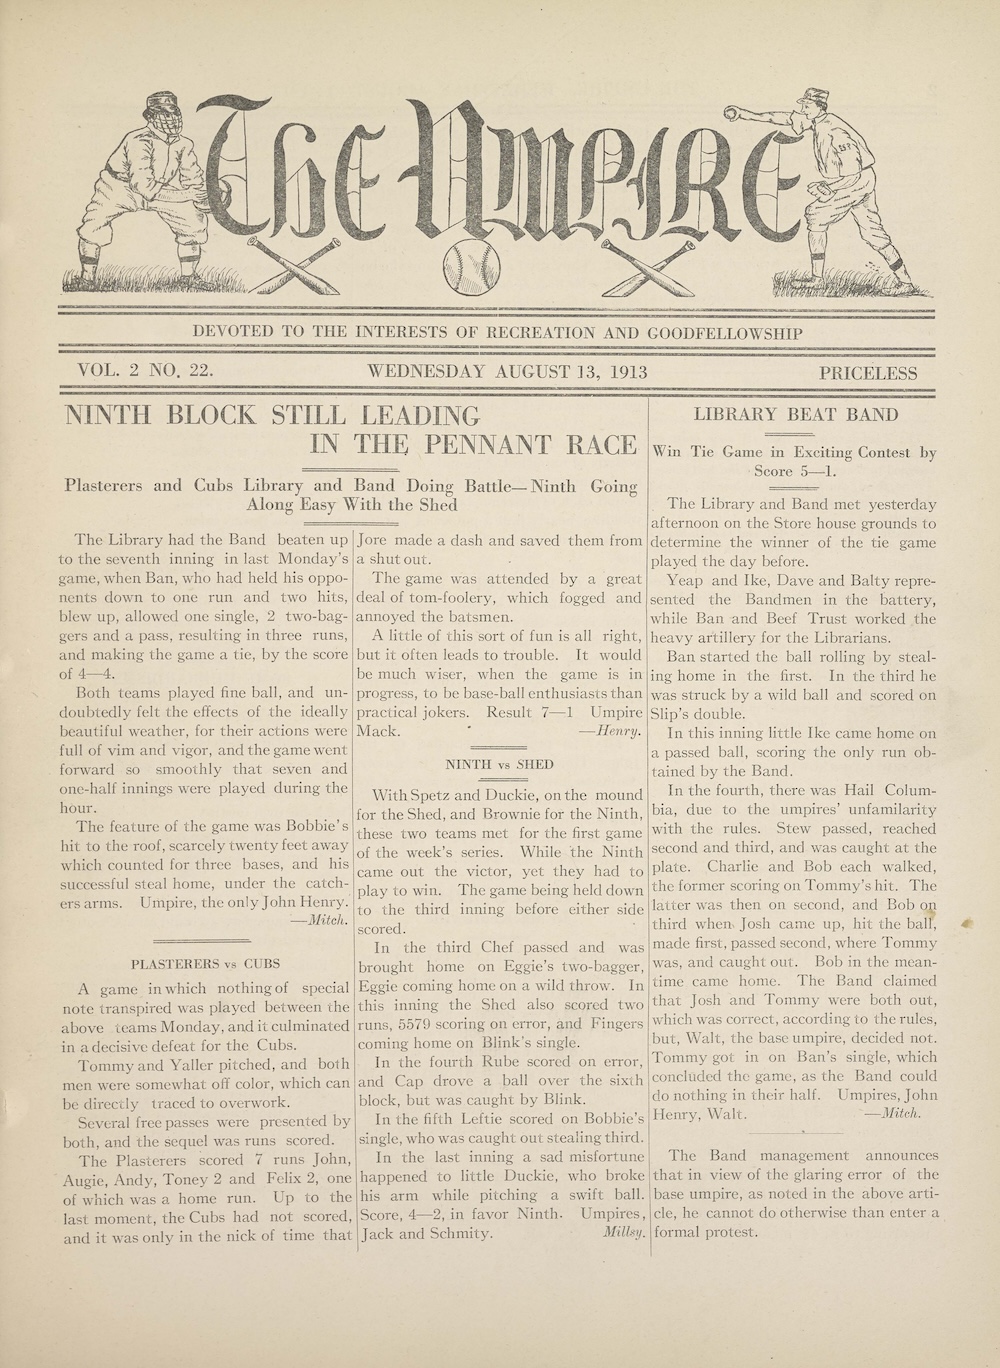 The Umpire
DEVOTED TO THE INTERESTS OF RECREATION AND GOODFELLOWSHIP
VOL. 2 NO. 22. WEDNESDAY AUGUST 13, 1913 PRICELESS
NINTH BLOCK STILL LEADING
IN THE PENNANT RACE
Plasterers and Cubs Library and Band Doing Battle—Ninth Going
Along Easy With the Shed
The Library had the Band beaten up
to the seventh inning in last Monday's
game, when Ban, who had held his oppo-
nents down to one run and two hits,
blew up, allowed one single, 2 two-bag-
gers and a pass, resulting in three runs,
and making the game a tie, by the score
of 4—4.
Both teams played fine ball, and un-
doubtedly felt the effects of the ideally
beautiful weather, for their actions were
full of vim and vigor, and the game went
forward so smoothly that seven and
one-half innings were played during the
hour.
The feature of the game was Bobbie's
hit to the roof, scarcely twenty feet away
which counted for three bases, and his
successful steal home, under the catch-
ers arms. Umpire, the only John Henry.
—Mitch.
PLASTERERS vs CUBS
A game in which nothing of special
note transpired was played between the
above teams Monday, and it culminated
in a decisive defeat for the Cubs.
Tommy and Yaller pitched, and both
men were somewhat off color, which can
be directly traced to overwork.
Several free passes were presented by
both, and the sequel was runs scored.
The Plasterers scored 7 runs John,
Augie, Andy, Toney 2 and Felix 2, one
of which was a home run. Up to the
last moment, the Cubs had not scored,
and it was only in the nick of time that
Jore made a dash and saved them from
a shut out.
The game was attended by a great
deal of tom-foolery, which fogged and
annoyed the batsmen.
A little of this sort of fun is all right,
but it often leads to trouble. It would
be much wiser, when the game is in
progress, to be base-ball enthusiasts than
practical jokers. Result 7—1 Umpire
Mack. —Henry.
NINTH vs SHED
With Spetz and Duckie, on the mound
for the Shed, and Brownie for the Ninth,
these two teams met for the first game
of the week's series. While the Ninth
came out the victor, yet they had to
play to win. The game being held down
to the third inning before either side
scored.
In the third Chef passed and was
brought home on Eggie's two-bagger,
Eggie coming home on a wild throw. In
this inning the Shed also scored two
runs, 5579 scoring on error, and Fingers
coming home on Blink's single.
In the fourth Rube scored on error,
and Cap drove a ball over the sixth
block, but was caught by Blink.
In the fifth Leftie scored on Bobbie's
single, who was caught out stealing third.
In the last inning a sad misfortune
happened to little Duckie, who broke
his arm while pitching a swift ball.
Score, 4—2, in favor Ninth. Umpires,
Jack and Schmity. Millsy.
LIBRARY BEAT BAND
Win Tie Game in Exciting Contest by
Score 5—1.
The Library and Band met yesterday
afternoon on the Store house grounds to
determine the winner of the tie game
played the day before.
Yeap and Ike, Dave and Balty repre-
sented the Bandmen in the battery,
while Ban and Beef Trust worked the
heavy artillery for the Librarians.
Ban started the ball rolling by steal-
ing home in the first. In the third he
was struck by a wild ball and scored on
Slip's double.
In this inning little Ike came home on
a passed ball, scoring the only run ob-
tained by the Band.
In the fourth, there was Hail Colum-
bia, due to the umpires' unfamilarity
with the rules. Stew passed, reached
second and third, and was caught at the
plate. Charlie and Bob each walked,
the former scoring on Tommy's hit. The
latter was then on second, and Bob on
third when Josh came up, hit the ball,
made first, passed second, where Tommy
was, and caught out. Bob in the mean-
time came home. The Band claimed
that Josh and Tommy were both out,
which was correct, according to the rules,
but, Walt, the base umpire, decided not.
Tommy got in on Ban's single, which
concluded the game, as the Band could
do nothing in their half. Umpires, John
Henry, Walt. —Mitch.
The Band management announces
that in view of the glaring error of the
base umpire, as noted in the above arti-
cle, he cannot do otherwise than enter a
formal protest.